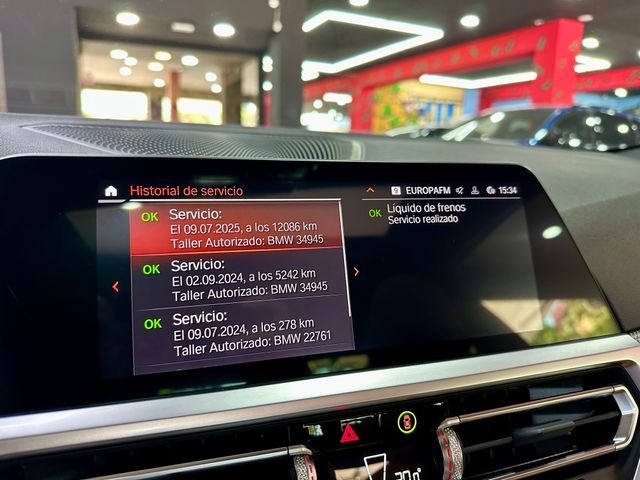 Historial de servicio
EUROPAFM
15:34
OK Servicio:
El 09.07.2025, a los 12086 km
Taller Autorizado: BMW 34945
OK Servicio:
El 02.09.2024, a los 5242 km
Taller Autorizado: BMW 34945
OK Servicio:
El 09.07.2024, a los 278 km
Taller Autorizado: BMW 22761
OK Líquido de frenos
Servicio realizado